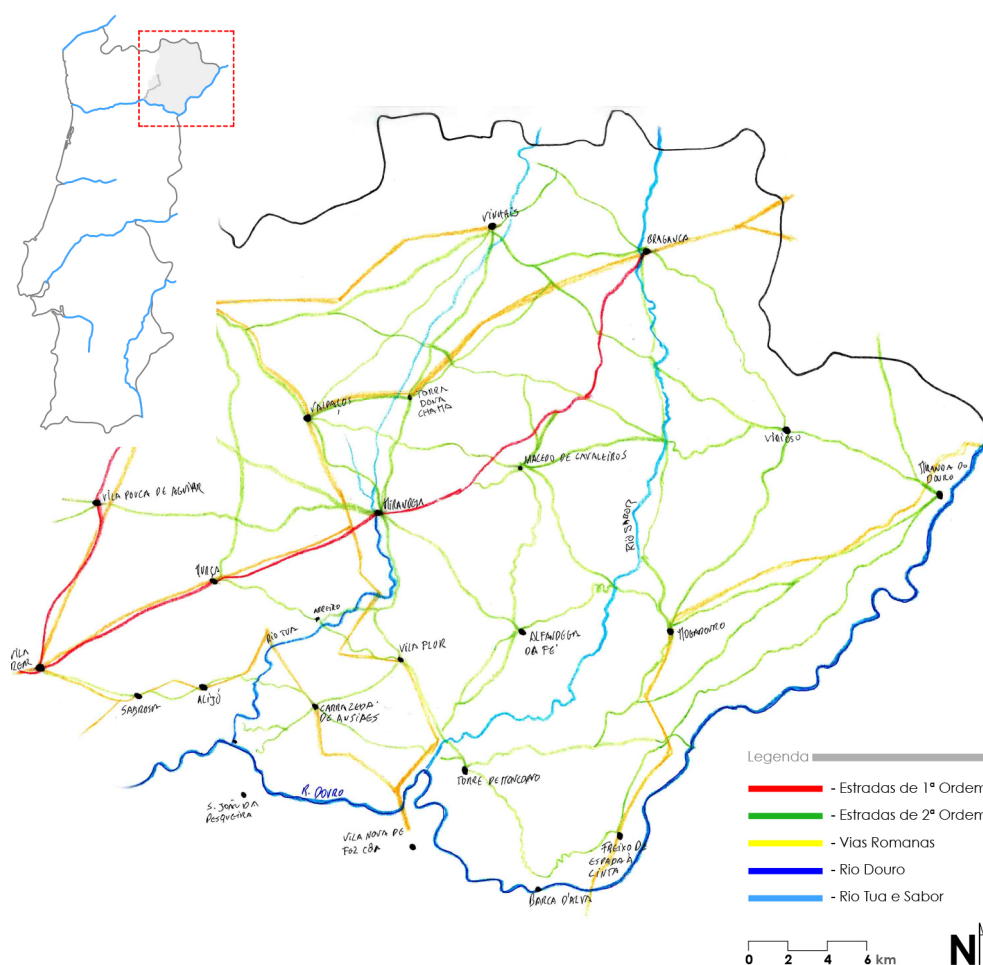 VINHAIS
BRAGANÇA
VALPAÇOS
TORRA
DONA
CHAMA
MACEDO DE CAVALEIROS
VIMIOSO
MIRANDA DO
DOURO
VILA POUCA DE AGUIAR
MIRANDELA
RIO SABOR
MURÇA
ABREIRO
RIO TUA
VILA
REAL
VILA FLOR
ALFANDEGA
DA FÉ
MOGADOURO
SABROSA
ALIJÓ
CARRAZEDA
DE ANSIAES
TORRE DE MONCORVO
R. DOURO
S. JOÃO DA
PESQUEIRA
VILA NOVA DE
FOZ CÔA
FREIXO DE
ESPADA À
CINTA
BARCA D'ALVA
Legenda
- Estradas de 1ª Ordem
- Estradas de 2ª Ordem
- Vias Romanas
- Rio Douro
- Rio Tua e Sabor
0 2 4 6 km
N